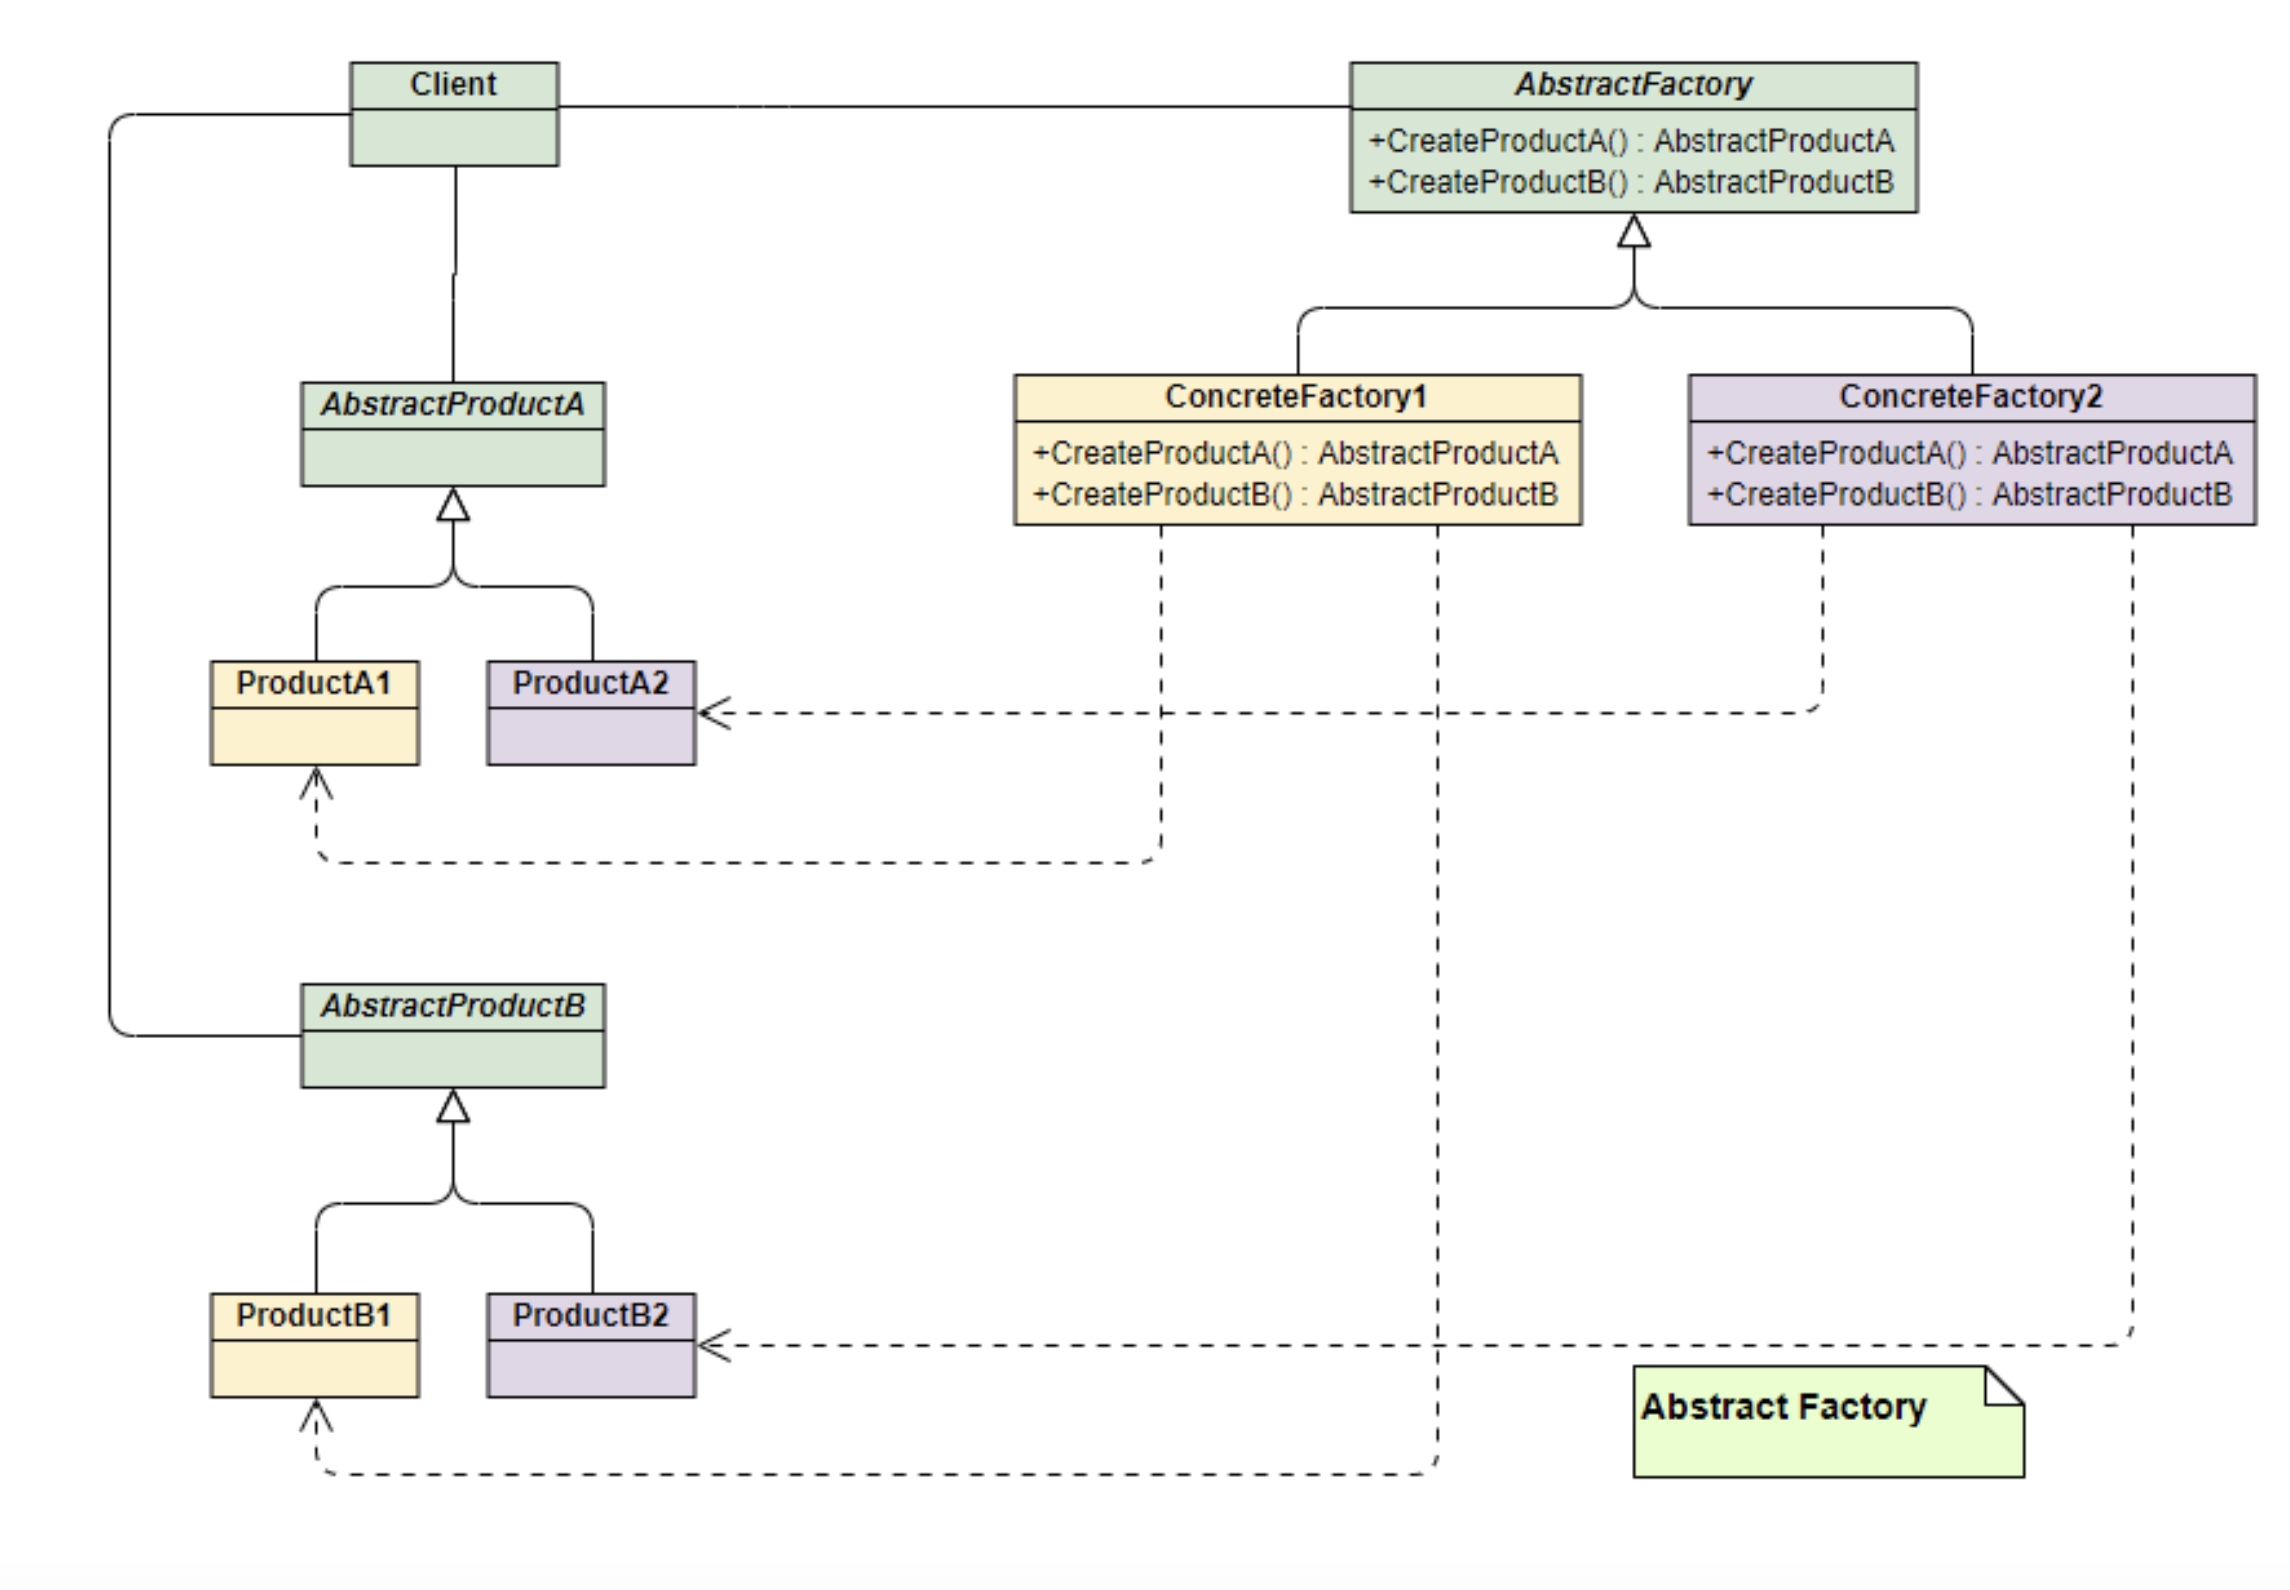 Client
AbstractFactory
+CreateProductA() : AbstractProductA
+CreateProductB() : AbstractProductB
AbstractProductA
ConcreteFactory1
+CreateProductA() : AbstractProductA
+CreateProductB() : AbstractProductB
ConcreteFactory2
+CreateProductA() : AbstractProductA
+CreateProductB() : AbstractProductB
ProductA1
ProductA2
AbstractProductB
ProductB1
ProductB2
Abstract Factory